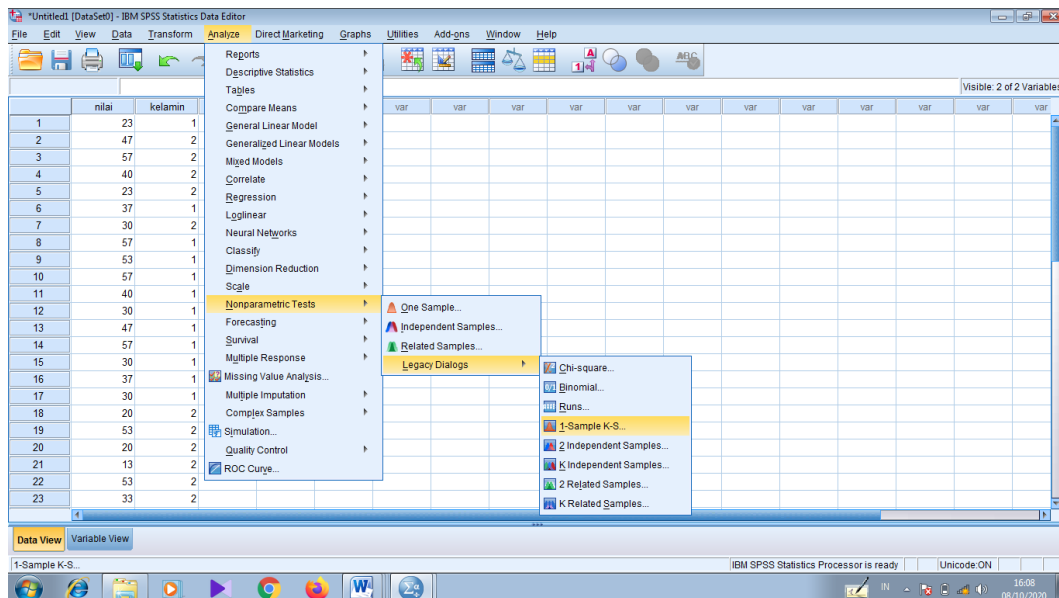 *Untitled1 [DataSet0] - IBM SPSS Statistics Data Editor
File Edit View Data Transform Analyze Direct Marketing Graphs Utilities Add-ons Window Help
Visible: 2 of 2 Variables
nilai kelamin var var var var var var var var var var var var
1 23 1
2 47 2
3 57 2
4 40 2
5 23 2
6 37 1
7 30 2
8 57 1
9 53 1
10 57 1
11 40 1
12 30 1
13 47 1
14 57 1
15 30 1
16 37 1
17 30 1
18 20 2
19 53 2
20 20 2
21 13 2
22 53 2
23 33 2
Reports
Descriptive Statistics
Tables
Compare Means
General Linear Model
Generalized Linear Models
Mixed Models
Correlate
Regression
Loglinear
Neural Networks
Classify
Dimension Reduction
Scale
Nonparametric Tests
Forecasting
Survival
Multiple Response
Missing Value Analysis...
Multiple Imputation
Complex Samples
Simulation...
Quality Control
ROC Curve...
One Sample...
Independent Samples...
Related Samples...
Legacy Dialogs
Chi-square...
Binomial...
Runs...
1-Sample K-S...
2 Independent Samples...
K Independent Samples...
2 Related Samples...
K Related Samples...
Data View Variable View
1-Sample K-S... IBM SPSS Statistics Processor is ready Unicode:ON
IN 16:08
08/10/2020